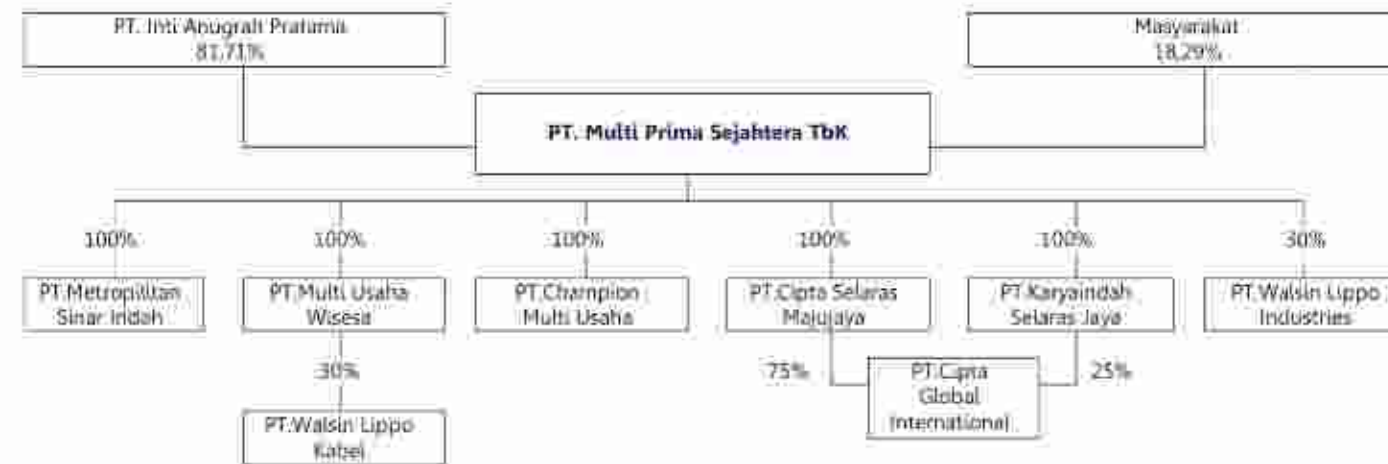 PT. Inti Anugrah Pratama
81,71%
Masyarakat
18,29%
PT. Multi Prima Sejahtera TbK
100%
100%
100%
100%
100%
30%
PT.Metropilitan
Sinar Indah
PT.Multi Usaha
Wisesa
PT.Champion
Multi Usaha
PT.Cipta Selaras
Majujaya
PT.Karyaindah
Selaras Jaya
PT.Walsin Lippo
Industries
30%
75%
PT.Cipta
Global
International
25%
PT.Walsin Lippo
Kabel